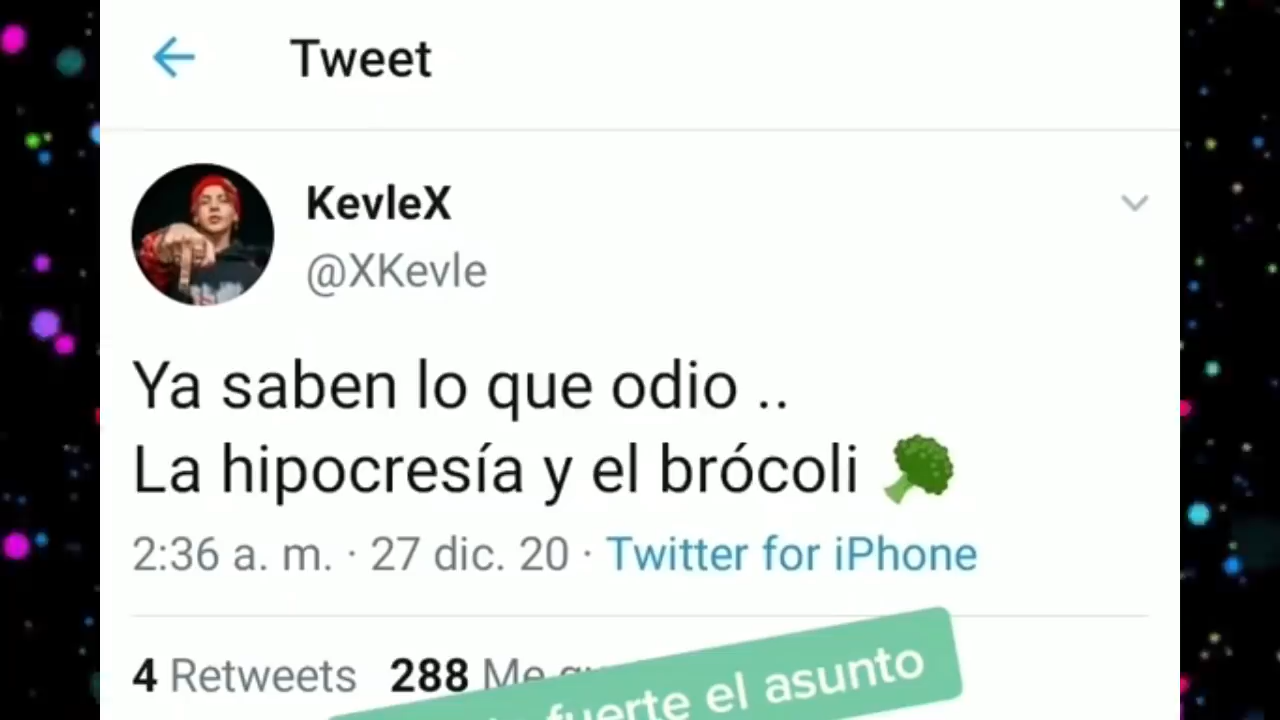 Tweet
KevleX
@XKevle
Ya saben lo que odio ..
La hipocresía y el brócoli 🥦
2:36 a. m. · 27 dic. 20 · Twitter for iPhone
4 Retweets 288 Me
fuerte el asunto